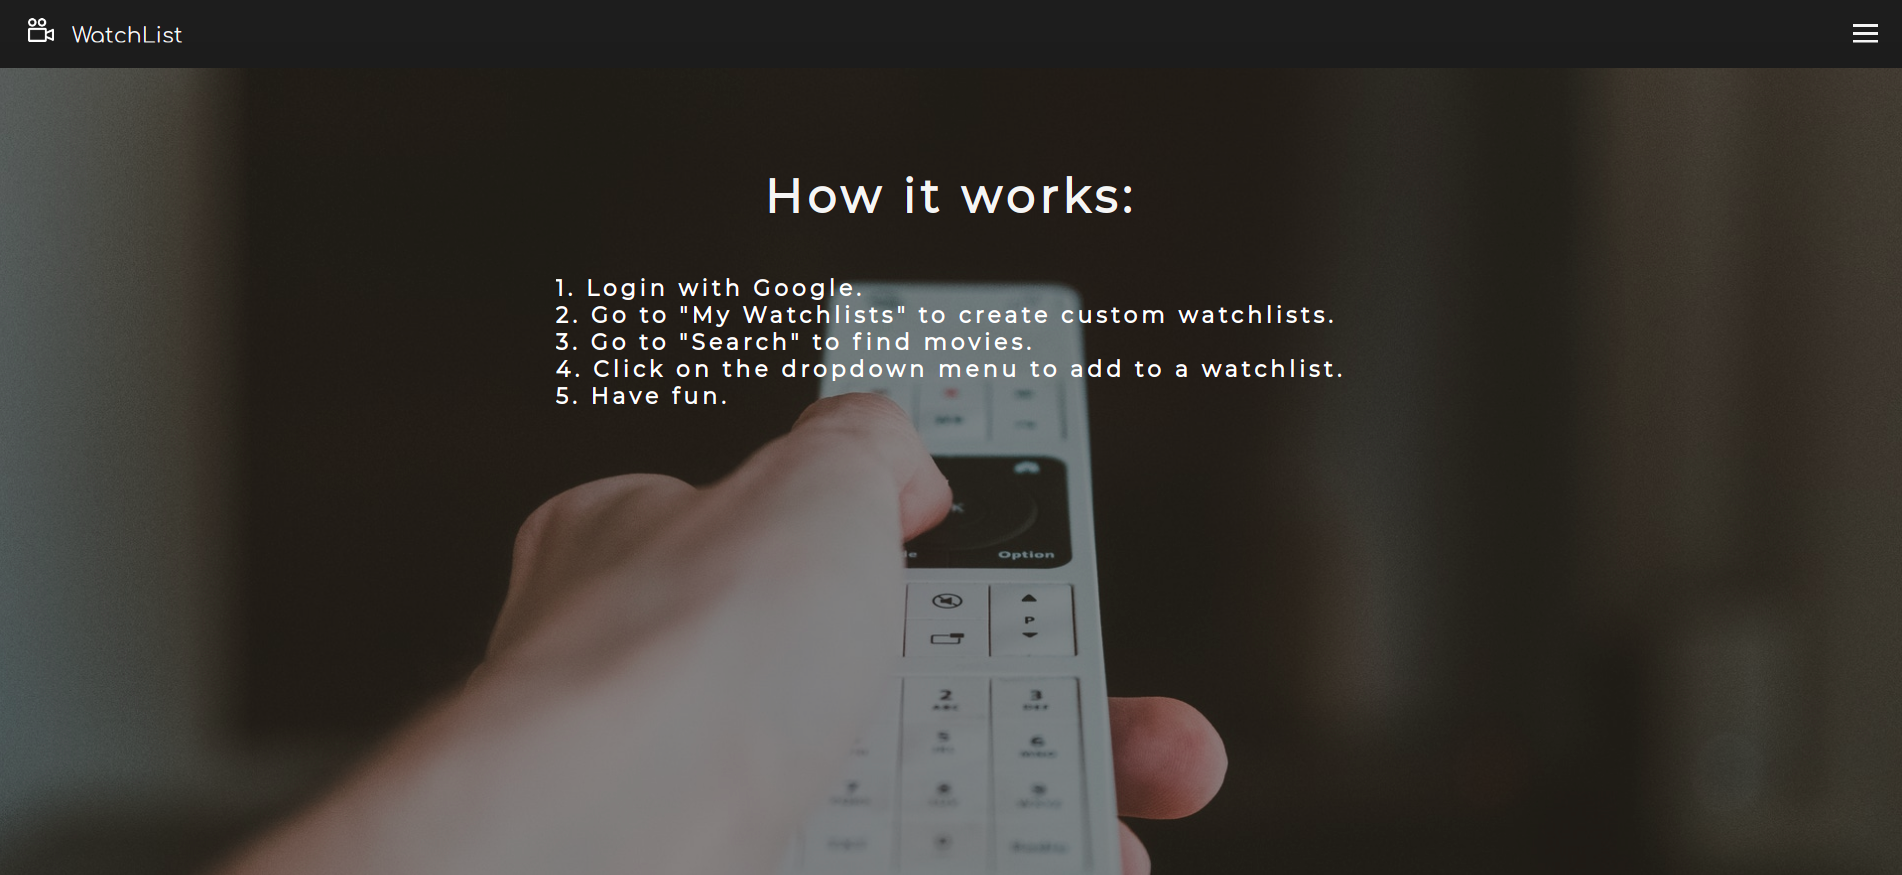 WatchList
How it works:
1. Login with Google.
2. Go to "My Watchlists" to create custom watchlists.
3. Go to "Search" to find movies.
4. Click on the dropdown menu to add to a watchlist.
5. Have fun.
Option
P
2 3
ABC DEF
5 6